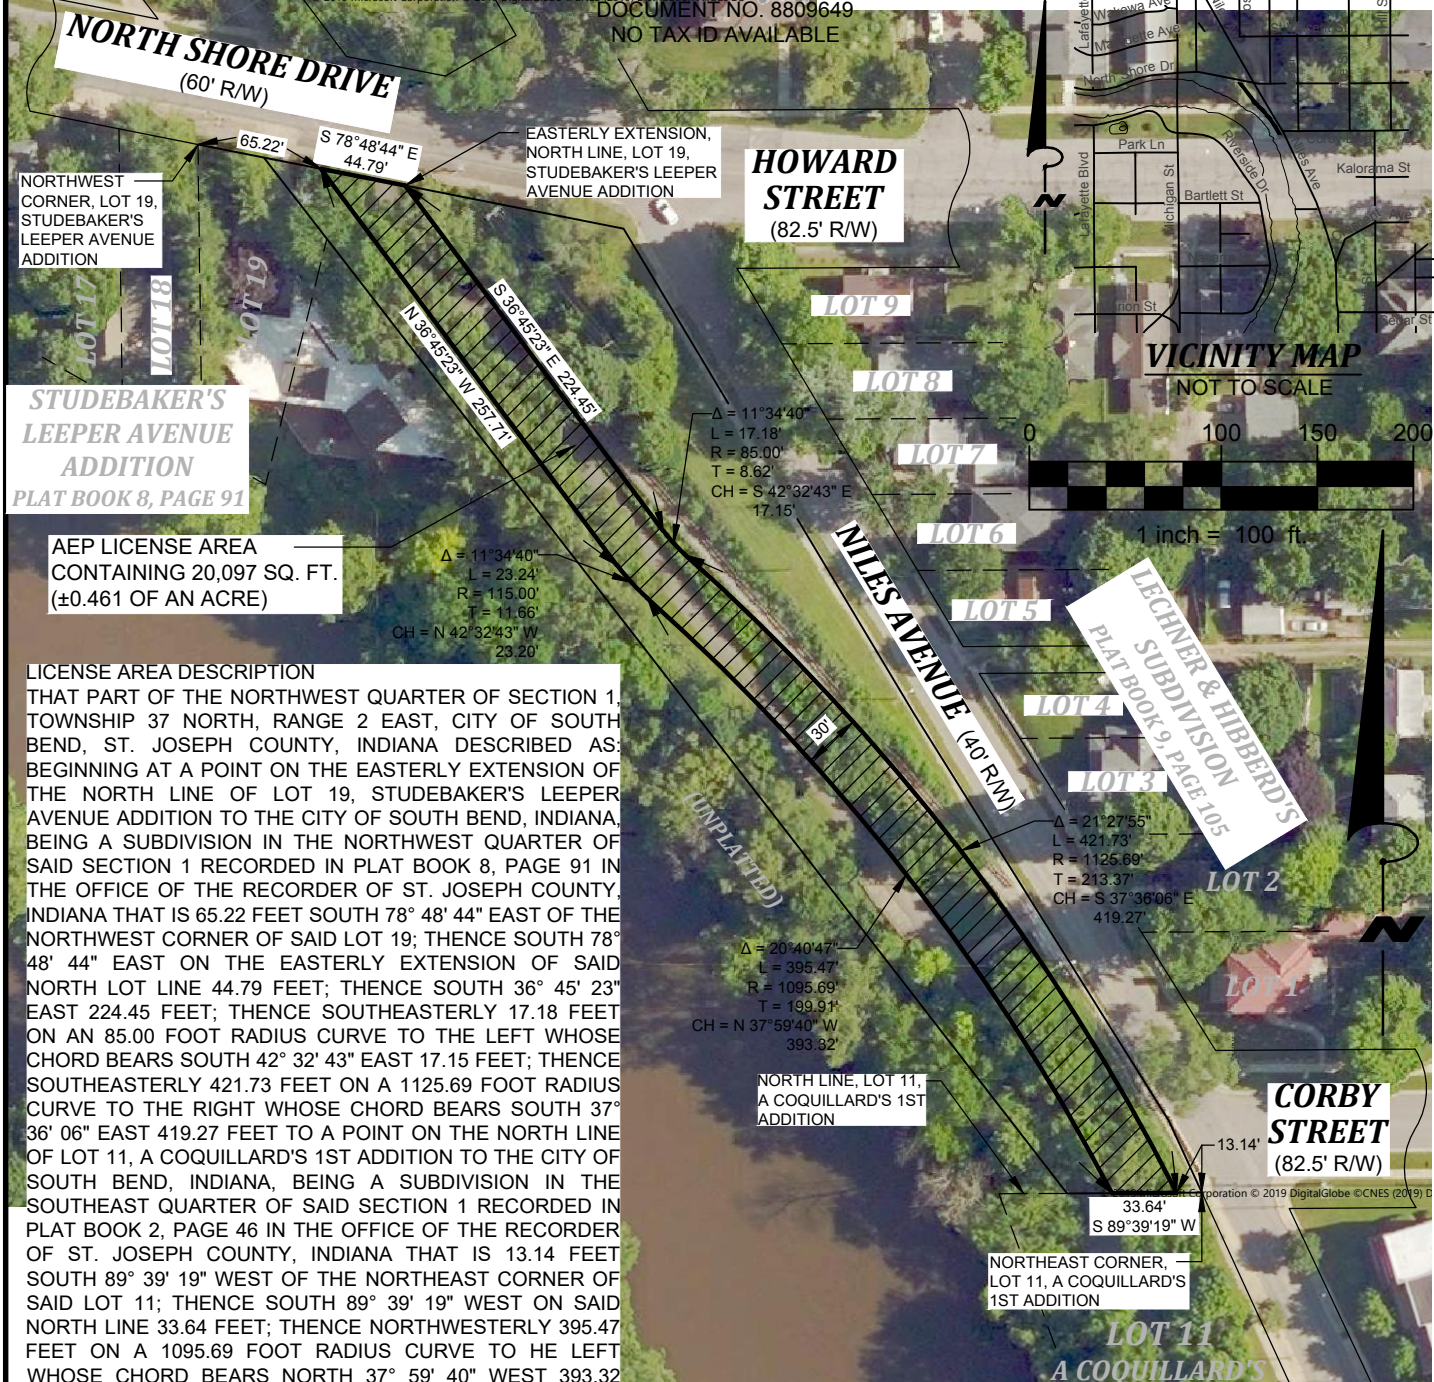 DOCUMENT NO. 8809649
NO TAX ID AVAILABLE
NORTH SHORE DRIVE
(60' R/W)
65.22'
S 78°48'44" E
44.79'
EASTERLY EXTENSION,
NORTH LINE, LOT 19,
STUDEBAKER'S LEEPER
AVENUE ADDITION
NORTHWEST
CORNER, LOT 19,
STUDEBAKER'S
LEEPER AVENUE
ADDITION
HOWARD
STREET
(82.5' R/W)
Wakewa Ave
North Shore Dr
Park Ln
Riverside Dr
Niles Ave
Kalorama St
Lafayette Blvd
Michigan St
Bartlett St
N
VICINITY MAP
NOT TO SCALE
0
100
150
200
1 inch = 100 ft.
LOT 17
LOT 18
LOT 19
LOT 9
LOT 8
LOT 7
LOT 6
LOT 5
LOT 4
LOT 3
LOT 2
LOT 1
STUDEBAKER'S
LEEPER AVENUE
ADDITION
PLAT BOOK 8, PAGE 91
S 36°45'23" E 224.45'
N 36°45'23" W 257.71'
Δ = 11°34'40"
L = 17.18'
R = 85.00'
T = 8.62'
CH = S 42°32'43" E
17.15'
AEP LICENSE AREA
CONTAINING 20,097 SQ. FT.
(±0.461 OF AN ACRE)
Δ = 11°34'40"
L = 23.24'
R = 115.00'
T = 11.66'
CH = N 42°32'43" W
23.20'
NILES AVENUE (40' R/W)
LECHNER & HIBBERD'S
SUBDIVISION
PLAT BOOK 9, PAGE 105
30'
(UNPLATTED)
Δ = 21°27'55"
L = 421.73'
R = 1125.69'
T = 213.37'
CH = S 37°36'06" E
419.27'
N
Δ = 20°40'47"
L = 395.47'
R = 1095.69'
T = 199.91'
CH = N 37°59'40" W
393.32'
NORTH LINE, LOT 11,
A COQUILLARD'S 1ST
ADDITION
CORBY
STREET
(82.5' R/W)
13.14'
Corporation © 2019 DigitalGlobe ©CNES (2019) D
33.64'
S 89°39'19" W
NORTHEAST CORNER,
LOT 11, A COQUILLARD'S
1ST ADDITION
LOT 11
A COQUILLARD'S
LICENSE AREA DESCRIPTION
THAT PART OF THE NORTHWEST QUARTER OF SECTION 1,
TOWNSHIP 37 NORTH, RANGE 2 EAST, CITY OF SOUTH
BEND, ST. JOSEPH COUNTY, INDIANA DESCRIBED AS:
BEGINNING AT A POINT ON THE EASTERLY EXTENSION OF
THE NORTH LINE OF LOT 19, STUDEBAKER'S LEEPER
AVENUE ADDITION TO THE CITY OF SOUTH BEND, INDIANA,
BEING A SUBDIVISION IN THE NORTHWEST QUARTER OF
SAID SECTION 1 RECORDED IN PLAT BOOK 8, PAGE 91 IN
THE OFFICE OF THE RECORDER OF ST. JOSEPH COUNTY,
INDIANA THAT IS 65.22 FEET SOUTH 78° 48' 44" EAST OF THE
NORTHWEST CORNER OF SAID LOT 19; THENCE SOUTH 78°
48' 44" EAST ON THE EASTERLY EXTENSION OF SAID
NORTH LOT LINE 44.79 FEET; THENCE SOUTH 36° 45' 23"
EAST 224.45 FEET; THENCE SOUTHEASTERLY 17.18 FEET
ON AN 85.00 FOOT RADIUS CURVE TO THE LEFT WHOSE
CHORD BEARS SOUTH 42° 32' 43" EAST 17.15 FEET; THENCE
SOUTHEASTERLY 421.73 FEET ON A 1125.69 FOOT RADIUS
CURVE TO THE RIGHT WHOSE CHORD BEARS SOUTH 37°
36' 06" EAST 419.27 FEET TO A POINT ON THE NORTH LINE
OF LOT 11, A COQUILLARD'S 1ST ADDITION TO THE CITY OF
SOUTH BEND, INDIANA, BEING A SUBDIVISION IN THE
SOUTHEAST QUARTER OF SAID SECTION 1 RECORDED IN
PLAT BOOK 2, PAGE 46 IN THE OFFICE OF THE RECORDER
OF ST. JOSEPH COUNTY, INDIANA THAT IS 13.14 FEET
SOUTH 89° 39' 19" WEST OF THE NORTHEAST CORNER OF
SAID LOT 11; THENCE SOUTH 89° 39' 19" WEST ON SAID
NORTH LINE 33.64 FEET; THENCE NORTHWESTERLY 395.47
FEET ON A 1095.69 FOOT RADIUS CURVE TO HE LEFT
WHOSE CHORD BEARS NORTH 37° 59' 40" WEST 393.32